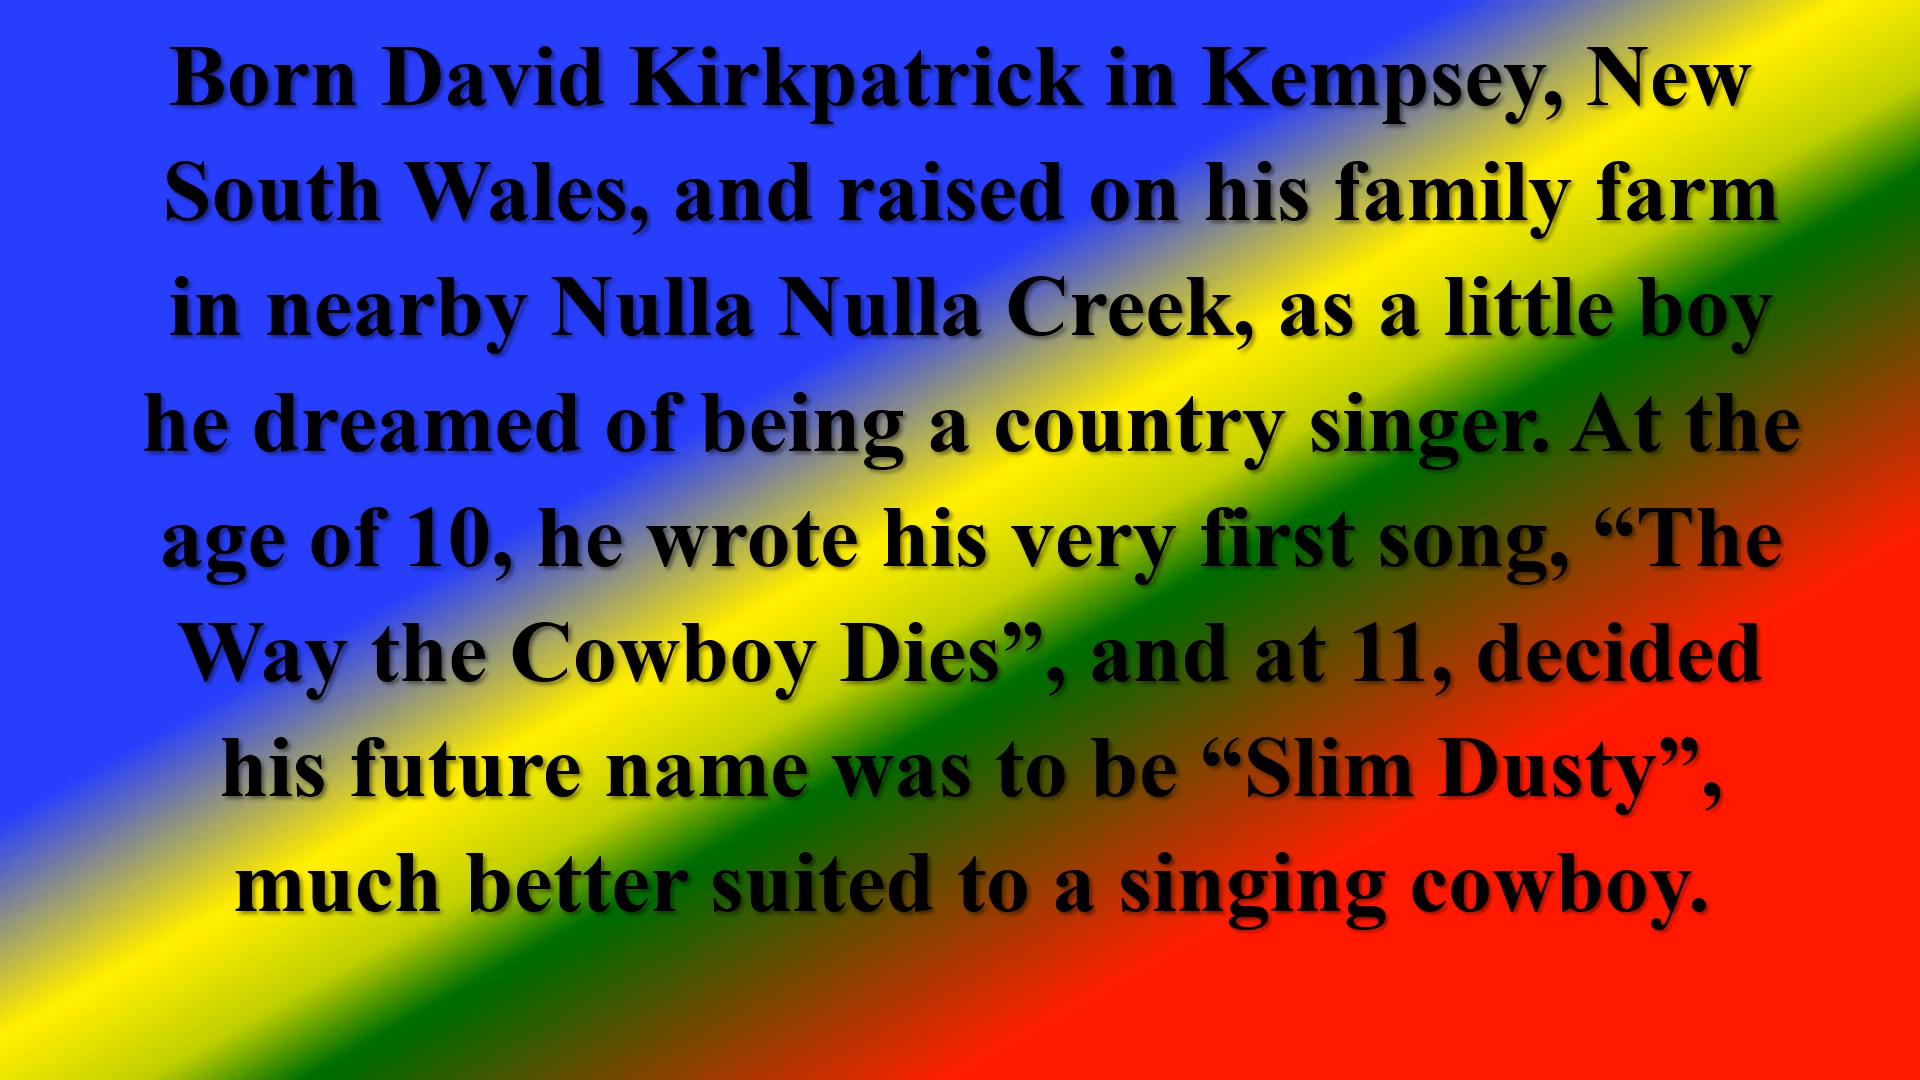 Born David Kirkpatrick in Kempsey, New
South Wales, and raised on his family farm
in nearby Nulla Nulla Creek, as a little boy
he dreamed of being a country singer. At the
age of 10, he wrote his very first song, “The
Way the Cowboy Dies”, and at 11, decided
his future name was to be “Slim Dusty”,
much better suited to a singing cowboy.